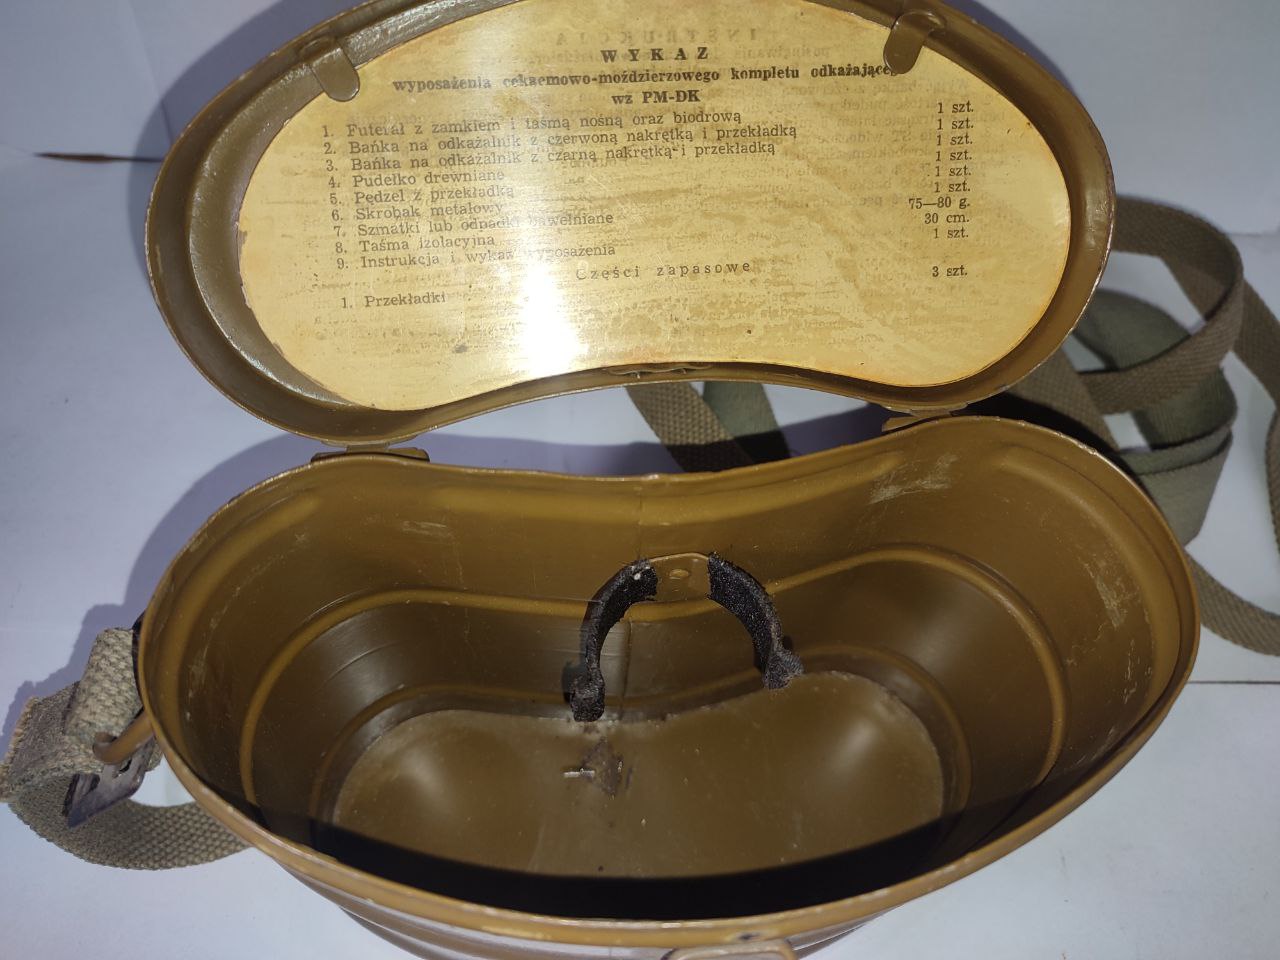 WYKAZ
wyposażenia cekaemowo-moździerzowego kompletu odkażającego
wz PM-DK
1. Futerał z zamkiem i taśmą nośną oraz biodrową 1 szt.
2. Bańka na odkażalnik z czerwoną nakrętką i przekładką 1 szt.
3. Bańka na odkażalnik z czarną nakrętką i przekładką 1 szt.
4. Pudełko drewniane 1 szt.
5. Pędzel z przekładką 1 szt.
6. Skrobak metalowy 1 szt.
7. Szmatki lub odpadki bawełniane 75—80 g.
8. Taśma izolacyjna 30 cm.
9. Instrukcja i wykaz wyposażenia 1 szt.
Części zapasowe
1. Przekładki 3 szt.